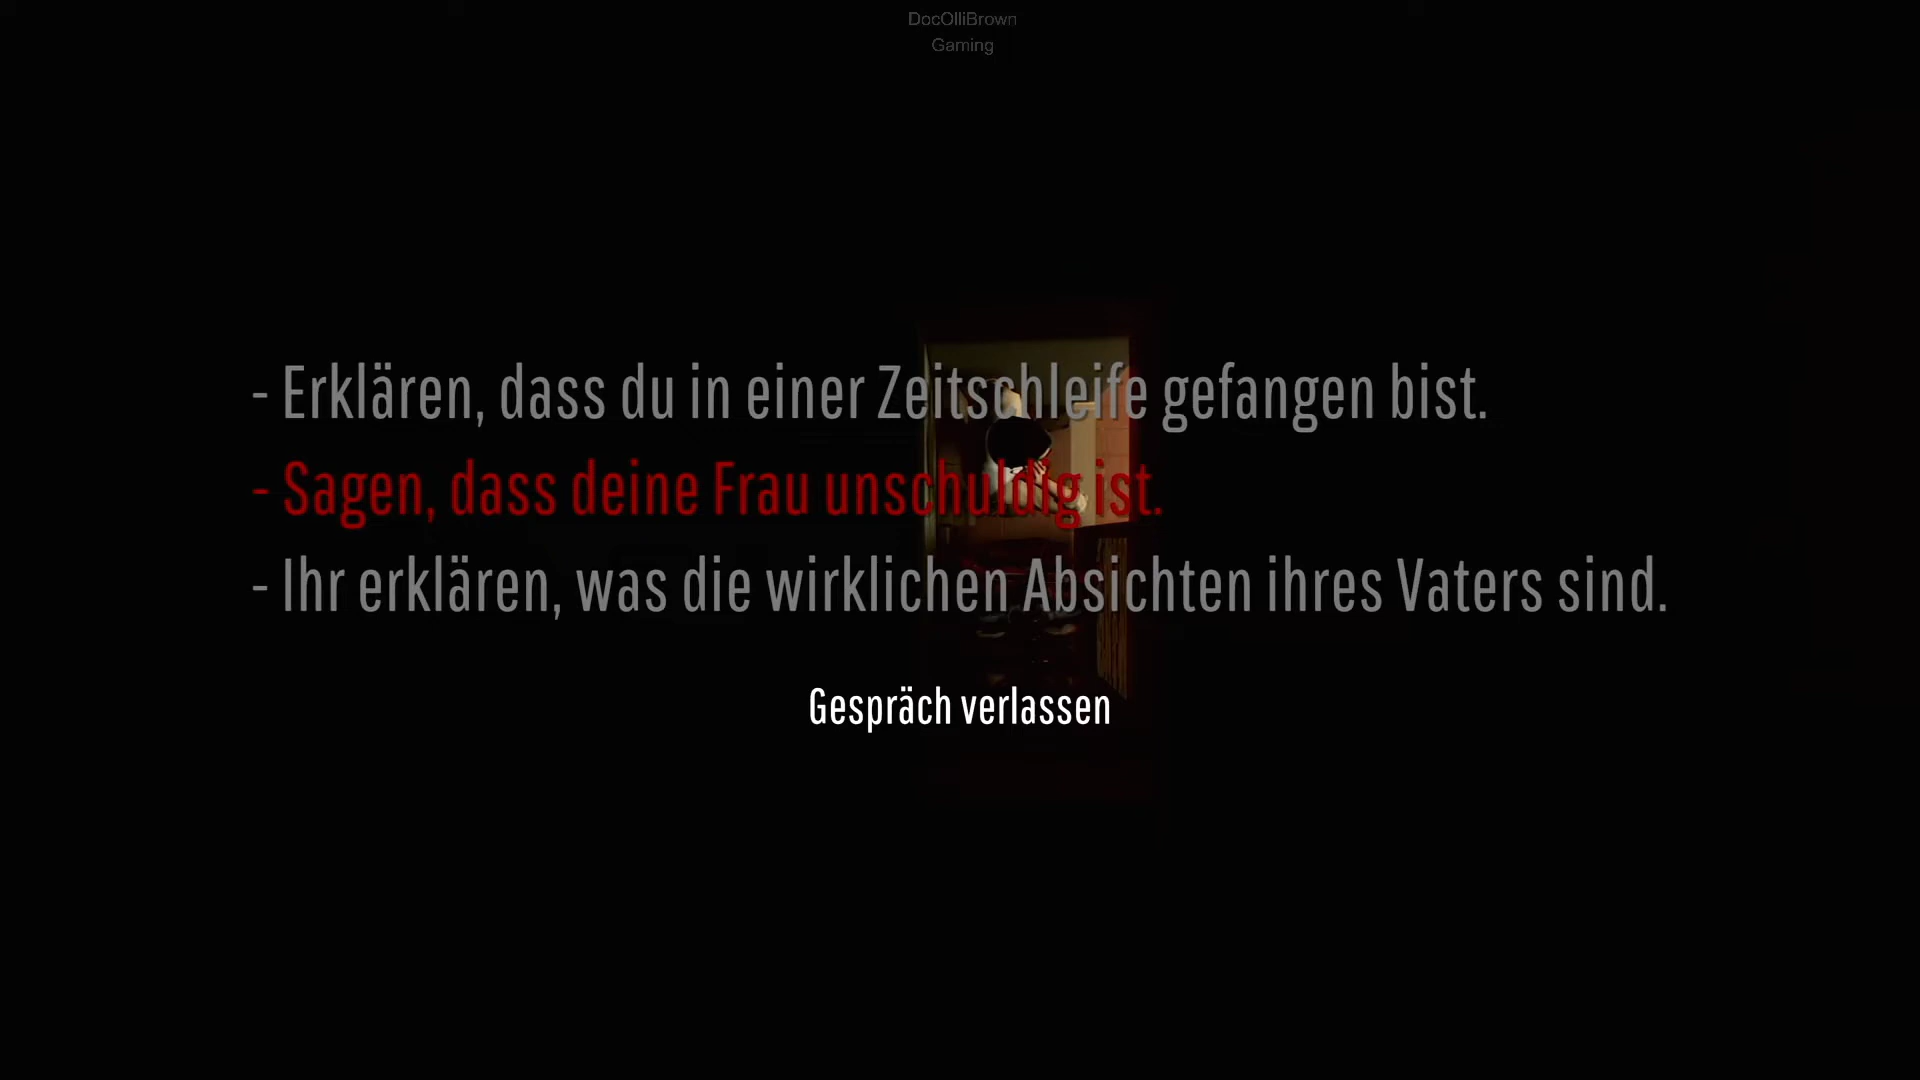 DocOlliBrown
Gaming
- Erklären, dass du in einer Zeitschleife gefangen bist.
- Sagen, dass deine Frau unschuldig ist.
- Ihr erklären, was die wirklichen Absichten ihres Vaters sind.
Gespräch verlassen